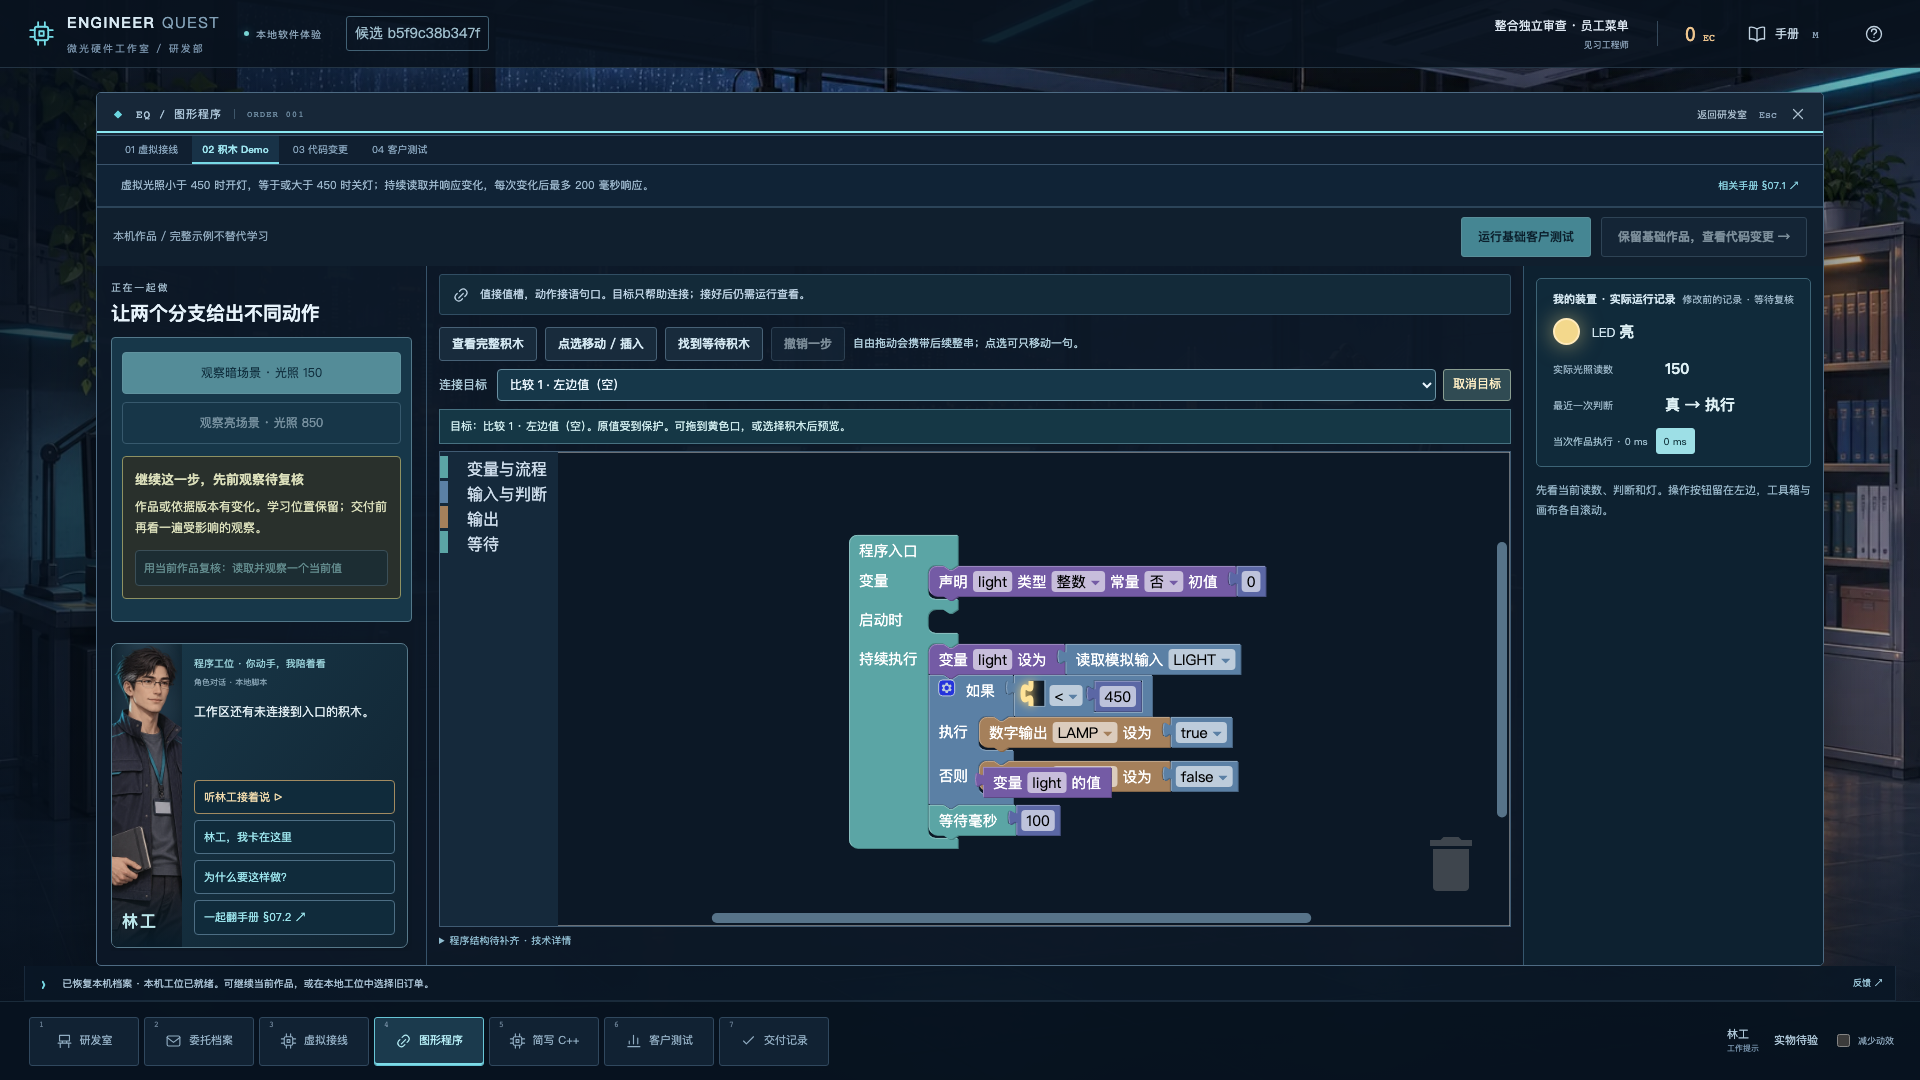 ENGINEER QUEST
微光硬件工作室 / 研发部
本地软件体验
候选 b5f9c38b347f
整合独立审查 · 员工菜单
见习工程师
0 EC
手册 M
EQ / 图形程序 ORDER 001
返回研发室 Esc
01 虚拟接线
02 积木 Demo
03 代码变更
04 客户测试
虚拟光照小于 450 时开灯，等于或大于 450 时关灯；持续读取并响应变化，每次变化后最多 200 毫秒响应。
相关手册 §07.1 ↗
本机作品 / 完整示例不替代学习
运行基础客户测试
保留基础作品，查看代码变更 →
正在一起做
让两个分支给出不同动作
观察暗场景 · 光照 150
观察亮场景 · 光照 850
继续这一步，先前观察待复核
作品或依据版本有变化。学习位置保留；交付前
再看一遍受影响的观察。
用当前作品复核：读取并观察一个当前值
程序工位 · 你动手，我陪着看
角色对话 · 本地脚本
工作区还有未连接到入口的积木。
听林工接着说 ▷
林工，我卡在这里
为什么要这样做?
一起翻手册 §07.2 ↗
林工
值接值槽，动作接语句口。目标只帮助连接；接好后仍需运行查看。
查看完整积木
点选移动 / 插入
找到等待积木
撤销一步
自由拖动会携带后续整串；点选可只移动一句。
连接目标
比较 1 · 左边值（空）
取消目标
目标：比较 1 · 左边值（空）。原值受到保护。可拖到黄色口，或选择积木后预览。
变量与流程
输入与判断
输出
等待
程序入口
变量
声明 light 类型 整数 常量 否 初值 0
启动时
持续执行
变量 light 设为 读取模拟输入 LIGHT
如果 < 450
执行
数字输出 LAMP 设为 true
否则
设为 false
变量 light 的值
等待毫秒 100
▶ 程序结构待补齐 · 技术详情
我的装置 · 实际运行记录 修改前的记录 · 等待复核
LED 亮
实际光照读数 150
最近一次判断 真 → 执行
当次作品执行 · 0 ms 0 ms
先看当前读数、判断和灯。操作按钮留在左边，工具箱与
画布各自滚动。
已恢复本机档案 · 本机工位已就绪。可继续当前作品，或在本地工位中选择旧订单。
反馈 ↗
1 研发室
2 委托档案
3 虚拟接线
4 图形程序
5 简写 C++
6 客户测试
7 交付记录
林工
工作提示
实物待验
减少动效